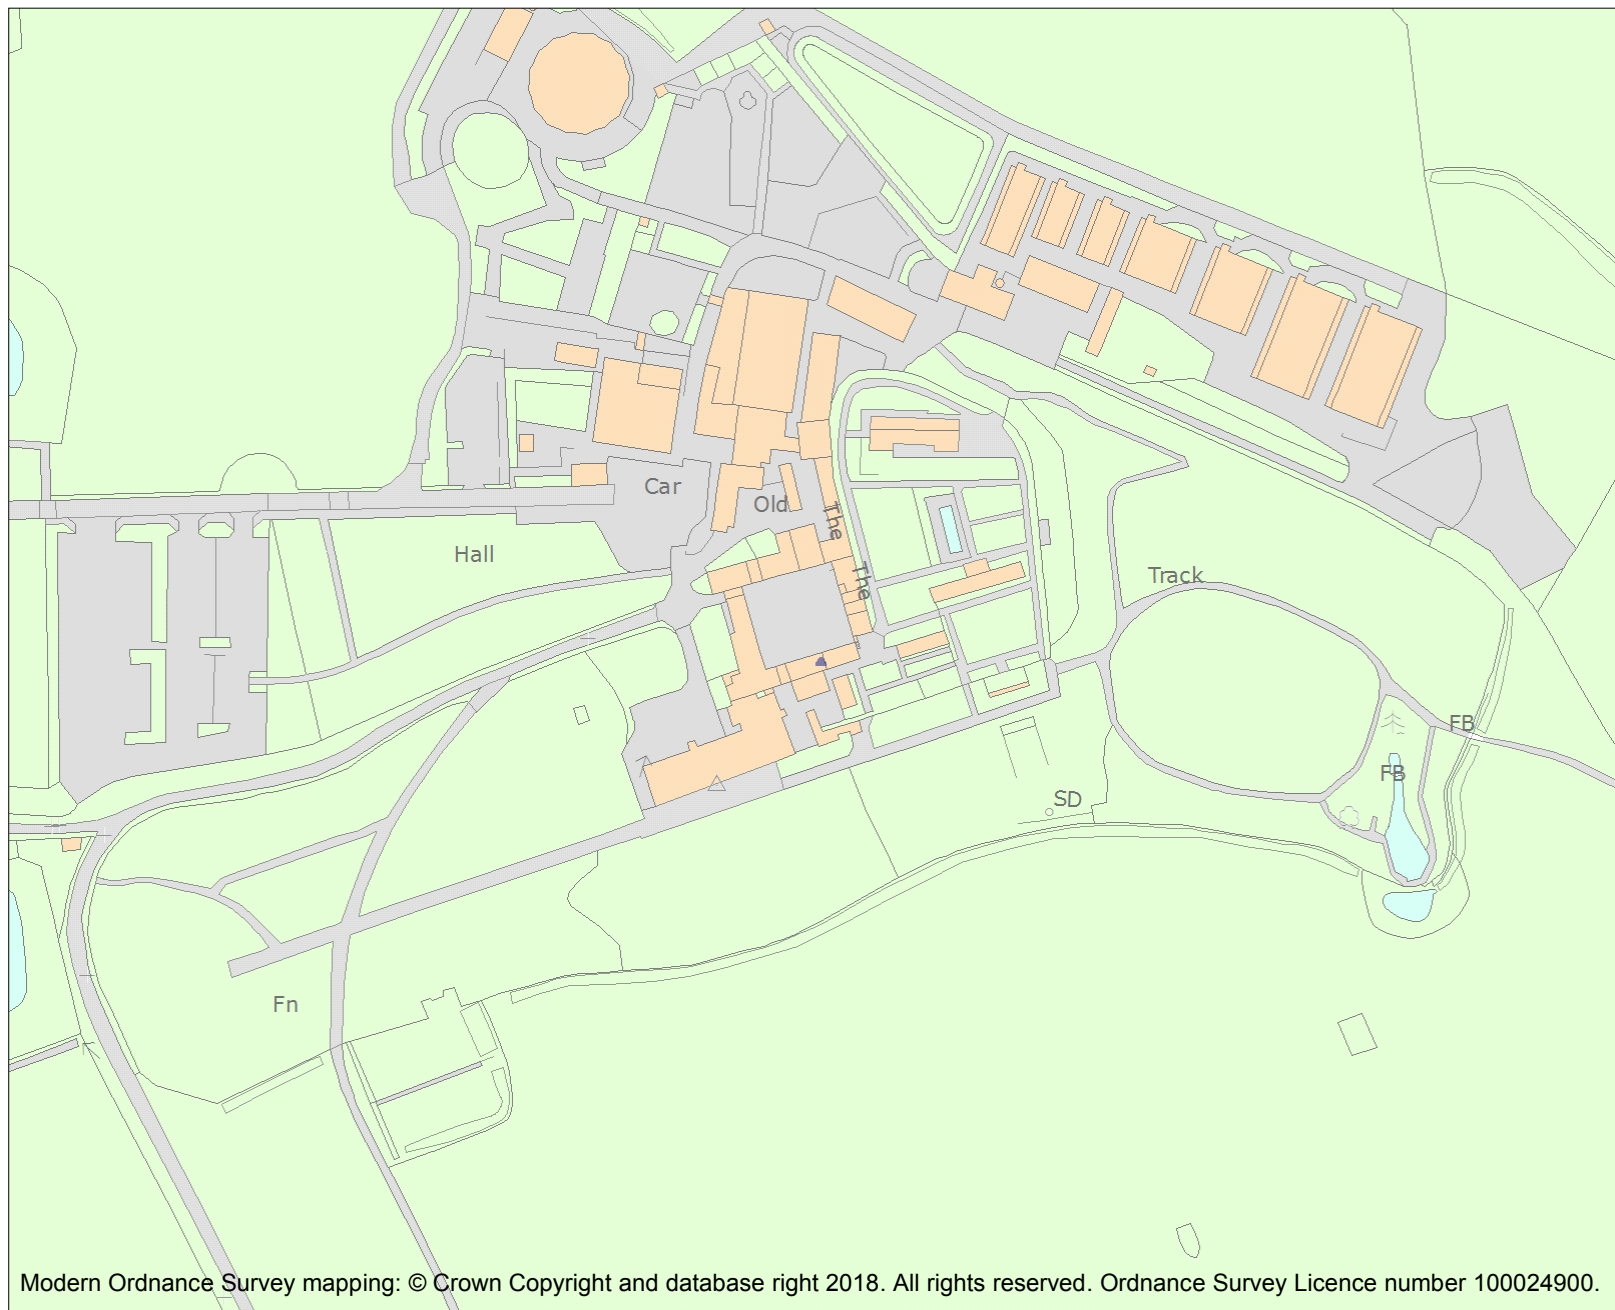 Car
Old
The
Hall
The
Track
FB
FB
SD
Fn
Modern Ordnance Survey mapping: © Crown Copyright and database right 2018. All rights reserved. Ordnance Survey Licence number 100024900.